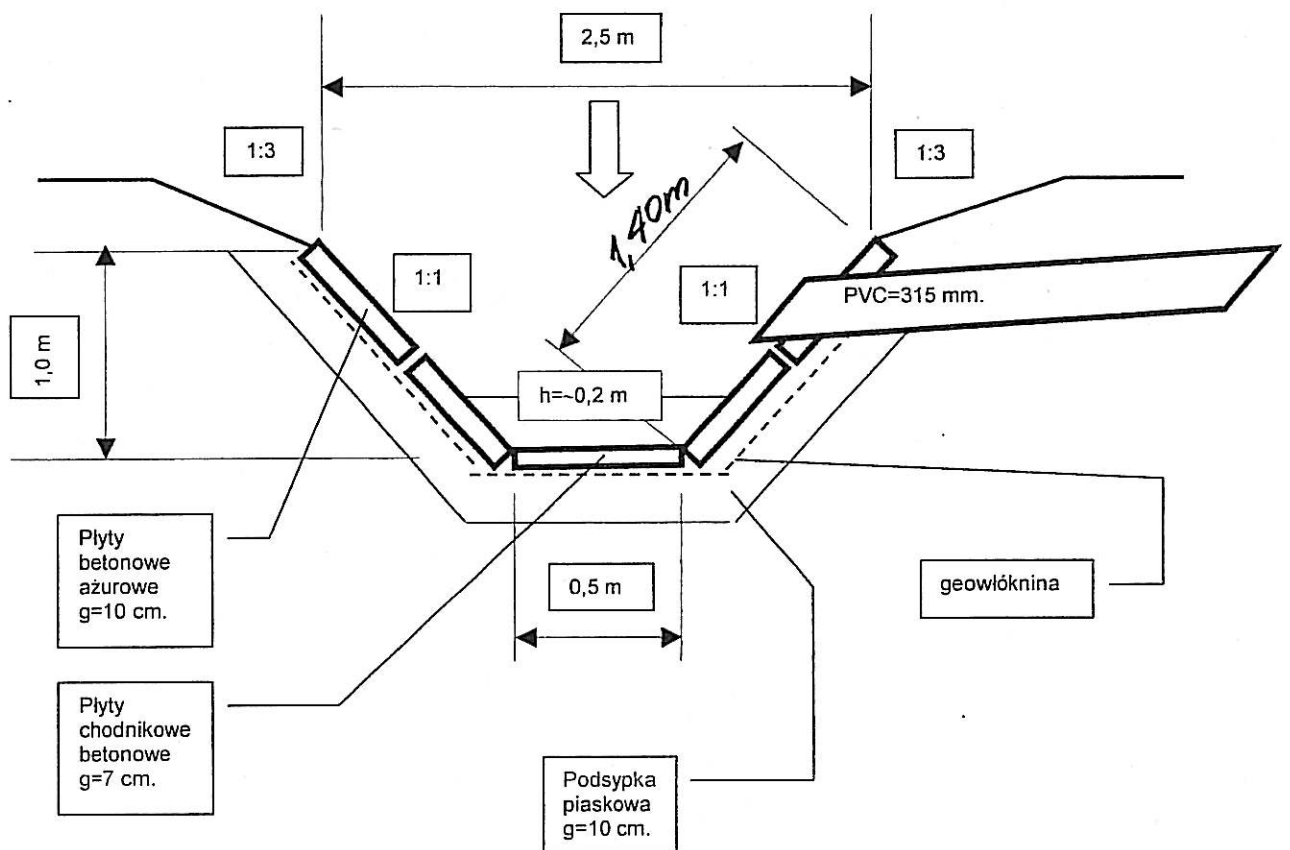 2,5 m
1:3
1:3
1,40m
1:1
1:1
PVC=315 mm.
1,0 m
h=~0,2 m
Płyty
betonowe
ażurowe
g=10 cm.
0,5 m
geowłóknina
Płyty
chodnikowe
betonowe
g=7 cm.
Podsypka
piaskowa
g=10 cm.